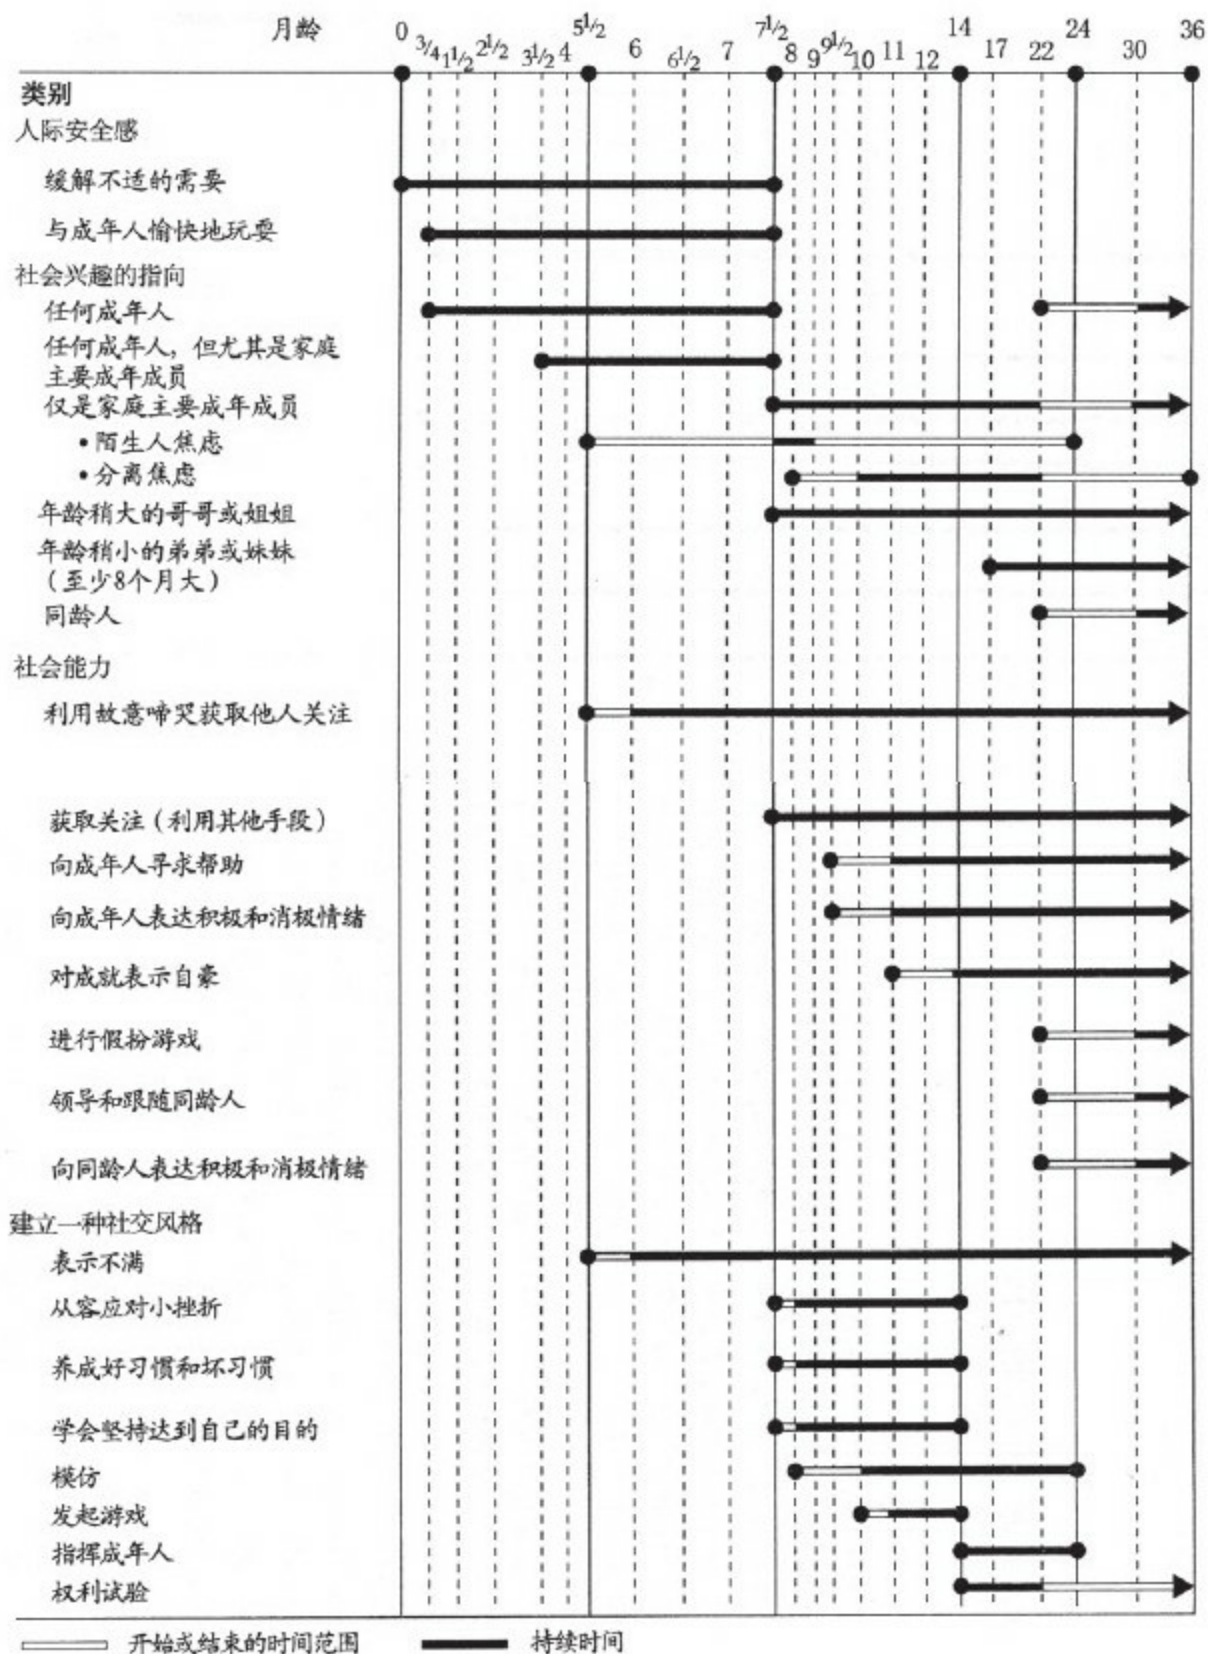 月龄 0 3/4 1 1/2 2 1/2 3 1/2 4 5 1/2 6 6 1/2 7 7 1/2 8 9 9 1/2 10 11 12 14 17 22 24 30 36
类别
人际安全感
缓解不适的需要
与成年人愉快地玩耍
社会兴趣的指向
任何成年人
任何成年人，但尤其是家庭
主要成年成员
仅是家庭主要成年成员
•陌生人焦虑
•分离焦虑
年龄稍大的哥哥或姐姐
年龄稍小的弟弟或妹妹
（至少8个月大）
同龄人
社会能力
利用故意啼哭获取他人关注
获取关注（利用其他手段）
向成年人寻求帮助
向成年人表达积极和消极情绪
对成就表示自豪
进行假扮游戏
领导和跟随同龄人
向同龄人表达积极和消极情绪
建立一种社交风格
表示不满
从容应对小挫折
养成好习惯和坏习惯
学会坚持达到自己的目的
模仿
发起游戏
指挥成年人
权利试验
开始或结束的时间范围 持续时间